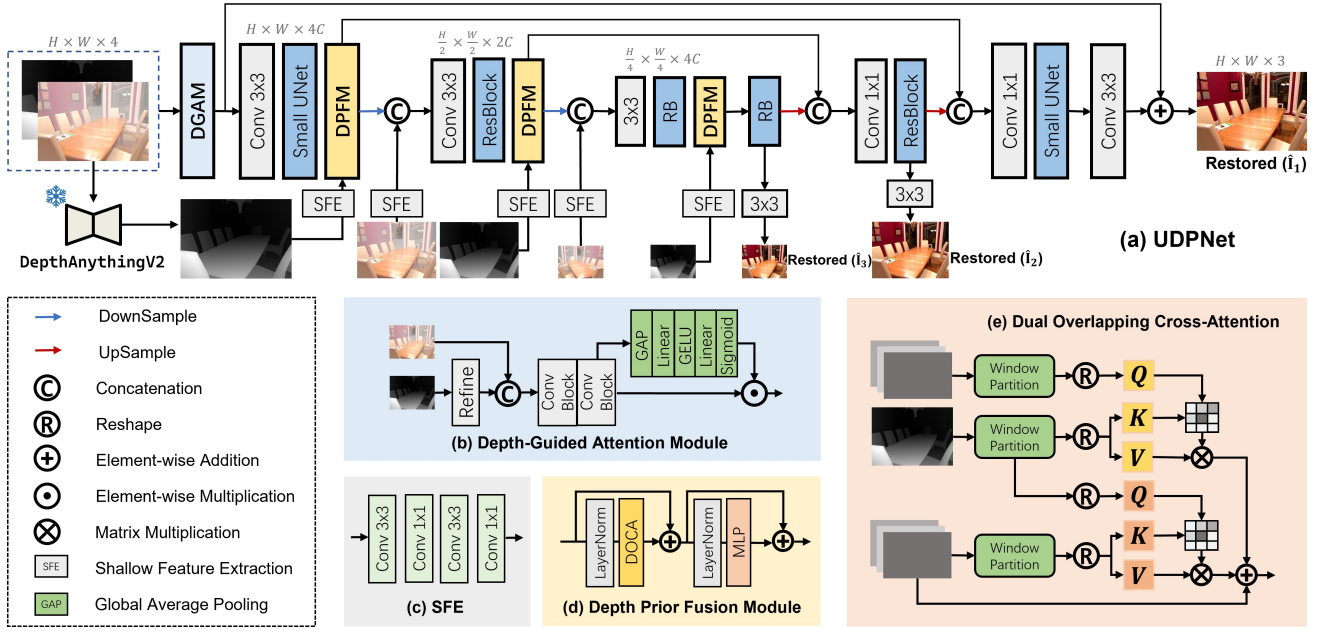 H × W × 4
H × W × 4C
H/2 × W/2 × 2C
H/4 × W/4 × 4C
H × W × 3
DGAM
Conv 3x3
Small UNet
DPFM
C
Conv 3x3
ResBlock
DPFM
C
3x3
RB
DPFM
RB
C
Conv 1x1
ResBlock
C
Conv 1x1
Small UNet
Conv 3x3
+
Restored (Î₁)
SFE
SFE
SFE
SFE
SFE
3x3
3x3
DepthAnythingV2
Restored (Î₃)
Restored (Î₂)
(a) UDPNet
DownSample
UpSample
C Concatenation
R Reshape
Element-wise Addition
Element-wise Multiplication
Matrix Multiplication
SFE Shallow Feature Extraction
GAP Global Average Pooling
Refine
C
Conv
Block
Conv
Block
GAP
Linear
GELU
Linear
Sigmoid
(b) Depth-Guided Attention Module
Conv 3x3
Conv 1x1
Conv 3x3
Conv 1x1
(c) SFE
LayerNorm
DOCA
LayerNorm
MLP
(d) Depth Prior Fusion Module
(e) Dual Overlapping Cross-Attention
Window
Partition
R
Q
Window
Partition
R
K
V
R
Q
Window
Partition
R
K
V